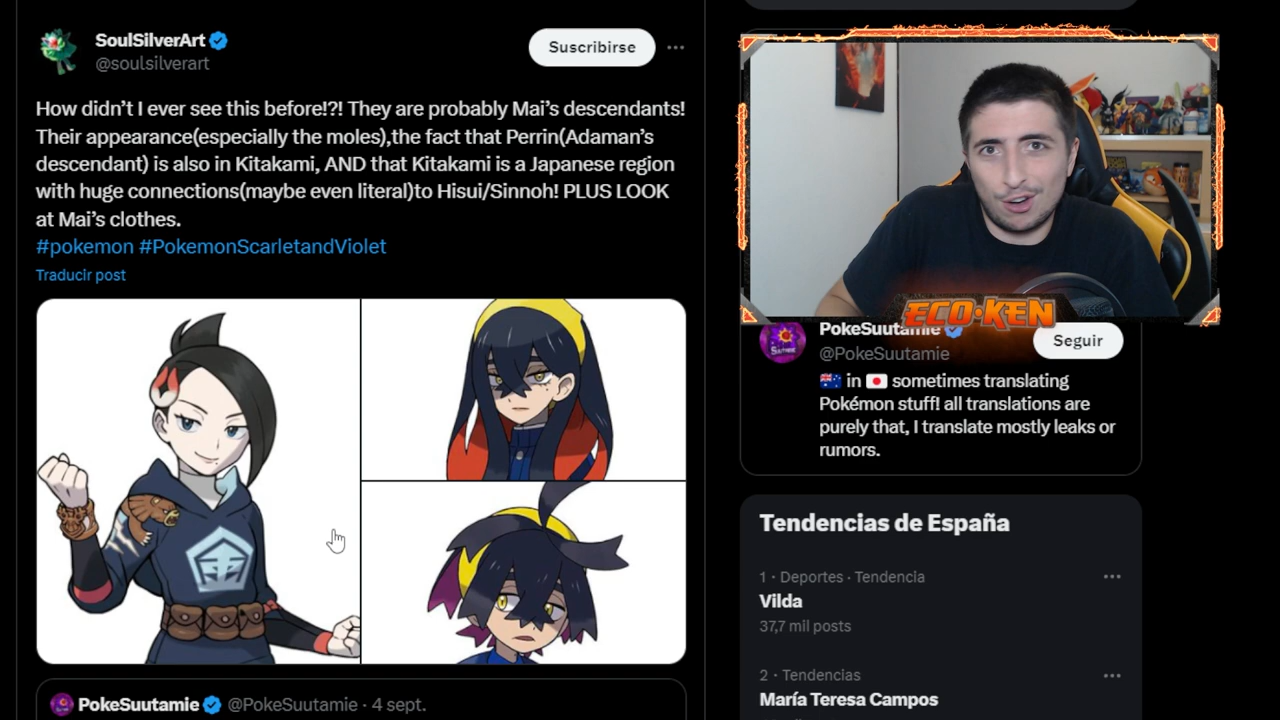 SoulSilverArt
@soulsilverart
Suscribirse
How didn't I ever see this before!?! They are probably Mai's descendants!
Their appearance(especially the moles),the fact that Perrin(Adaman's
descendant) is also in Kitakami, AND that Kitakami is a Japanese region
with huge connections(maybe even literal)to Hisui/Sinnoh! PLUS LOOK
at Mai's clothes.
#pokemon #PokemonScarletandViolet
Traducir post
金
PokeSuutamie @PokeSuutamie · 4 sept.
ECO·KEN
PokeSuutamie
@PokeSuutamie
Seguir
🇦🇺 in 🇯🇵 sometimes translating
Pokémon stuff! all translations are
purely that, I translate mostly leaks or
rumors.
Tendencias de España
1 · Deportes · Tendencia
Vilda
37,7 mil posts
2 · Tendencias
María Teresa Campos